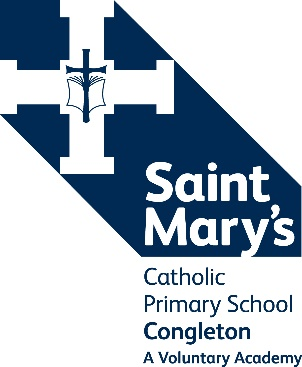 Saint
Mary's
Catholic
Primary School
Congleton
A Voluntary Academy